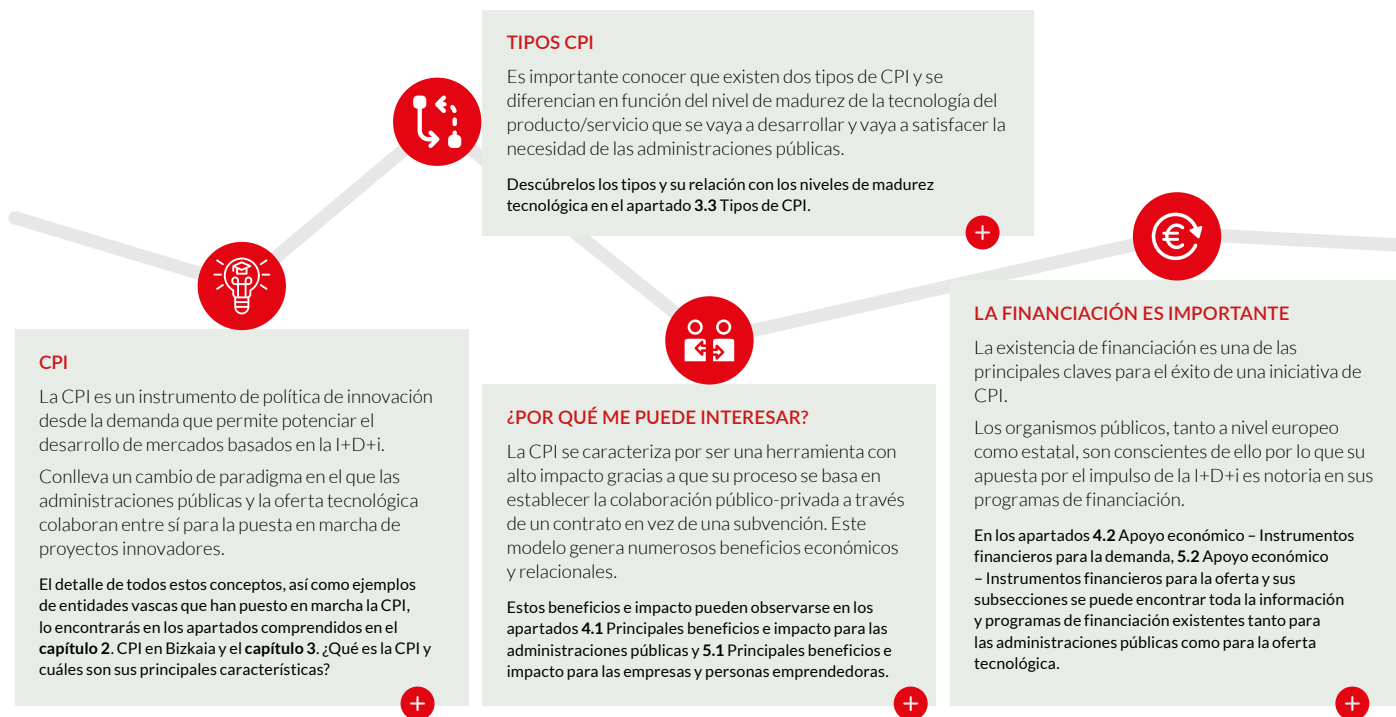 TIPOS CPI
Es importante conocer que existen dos tipos de CPI y se
diferencian en función del nivel de madurez de la tecnología del
producto/servicio que se vaya a desarrollar y vaya a satisfacer la
necesidad de las administraciones públicas.
Descúbrelos los tipos y su relación con los niveles de madurez
tecnológica en el apartado 3.3 Tipos de CPI.
CPI
La CPI es un instrumento de política de innovación
desde la demanda que permite potenciar el
desarrollo de mercados basados en la I+D+i.
Conlleva un cambio de paradigma en el que las
administraciones públicas y la oferta tecnológica
colaboran entre sí para la puesta en marcha de
proyectos innovadores.
El detalle de todos estos conceptos, así como ejemplos
de entidades vascas que han puesto en marcha la CPI,
lo encontrarás en los apartados comprendidos en el
capítulo 2. CPI en Bizkaia y el capítulo 3. ¿Qué es la CPI y
cuáles son sus principales características?
¿POR QUÉ ME PUEDE INTERESAR?
La CPI se caracteriza por ser una herramienta con
alto impacto gracias a que su proceso se basa en
establecer la colaboración público-privada a través
de un contrato en vez de una subvención. Este
modelo genera numerosos beneficios económicos
y relacionales.
Estos beneficios e impacto pueden observarse en los
apartados 4.1 Principales beneficios e impacto para las
administraciones públicas y 5.1 Principales beneficios e
impacto para las empresas y personas emprendedoras.
LA FINANCIACIÓN ES IMPORTANTE
La existencia de financiación es una de las
principales claves para el éxito de una iniciativa de
CPI.
Los organismos públicos, tanto a nivel europeo
como estatal, son conscientes de ello por lo que su
apuesta por el impulso de la I+D+i es notoria en sus
programas de financiación.
En los apartados 4.2 Apoyo económico – Instrumentos
financieros para la demanda, 5.2 Apoyo económico
– Instrumentos financieros para la oferta y sus
subsecciones se puede encontrar toda la información
y programas de financiación existentes tanto para
las administraciones públicas como para la oferta
tecnológica.